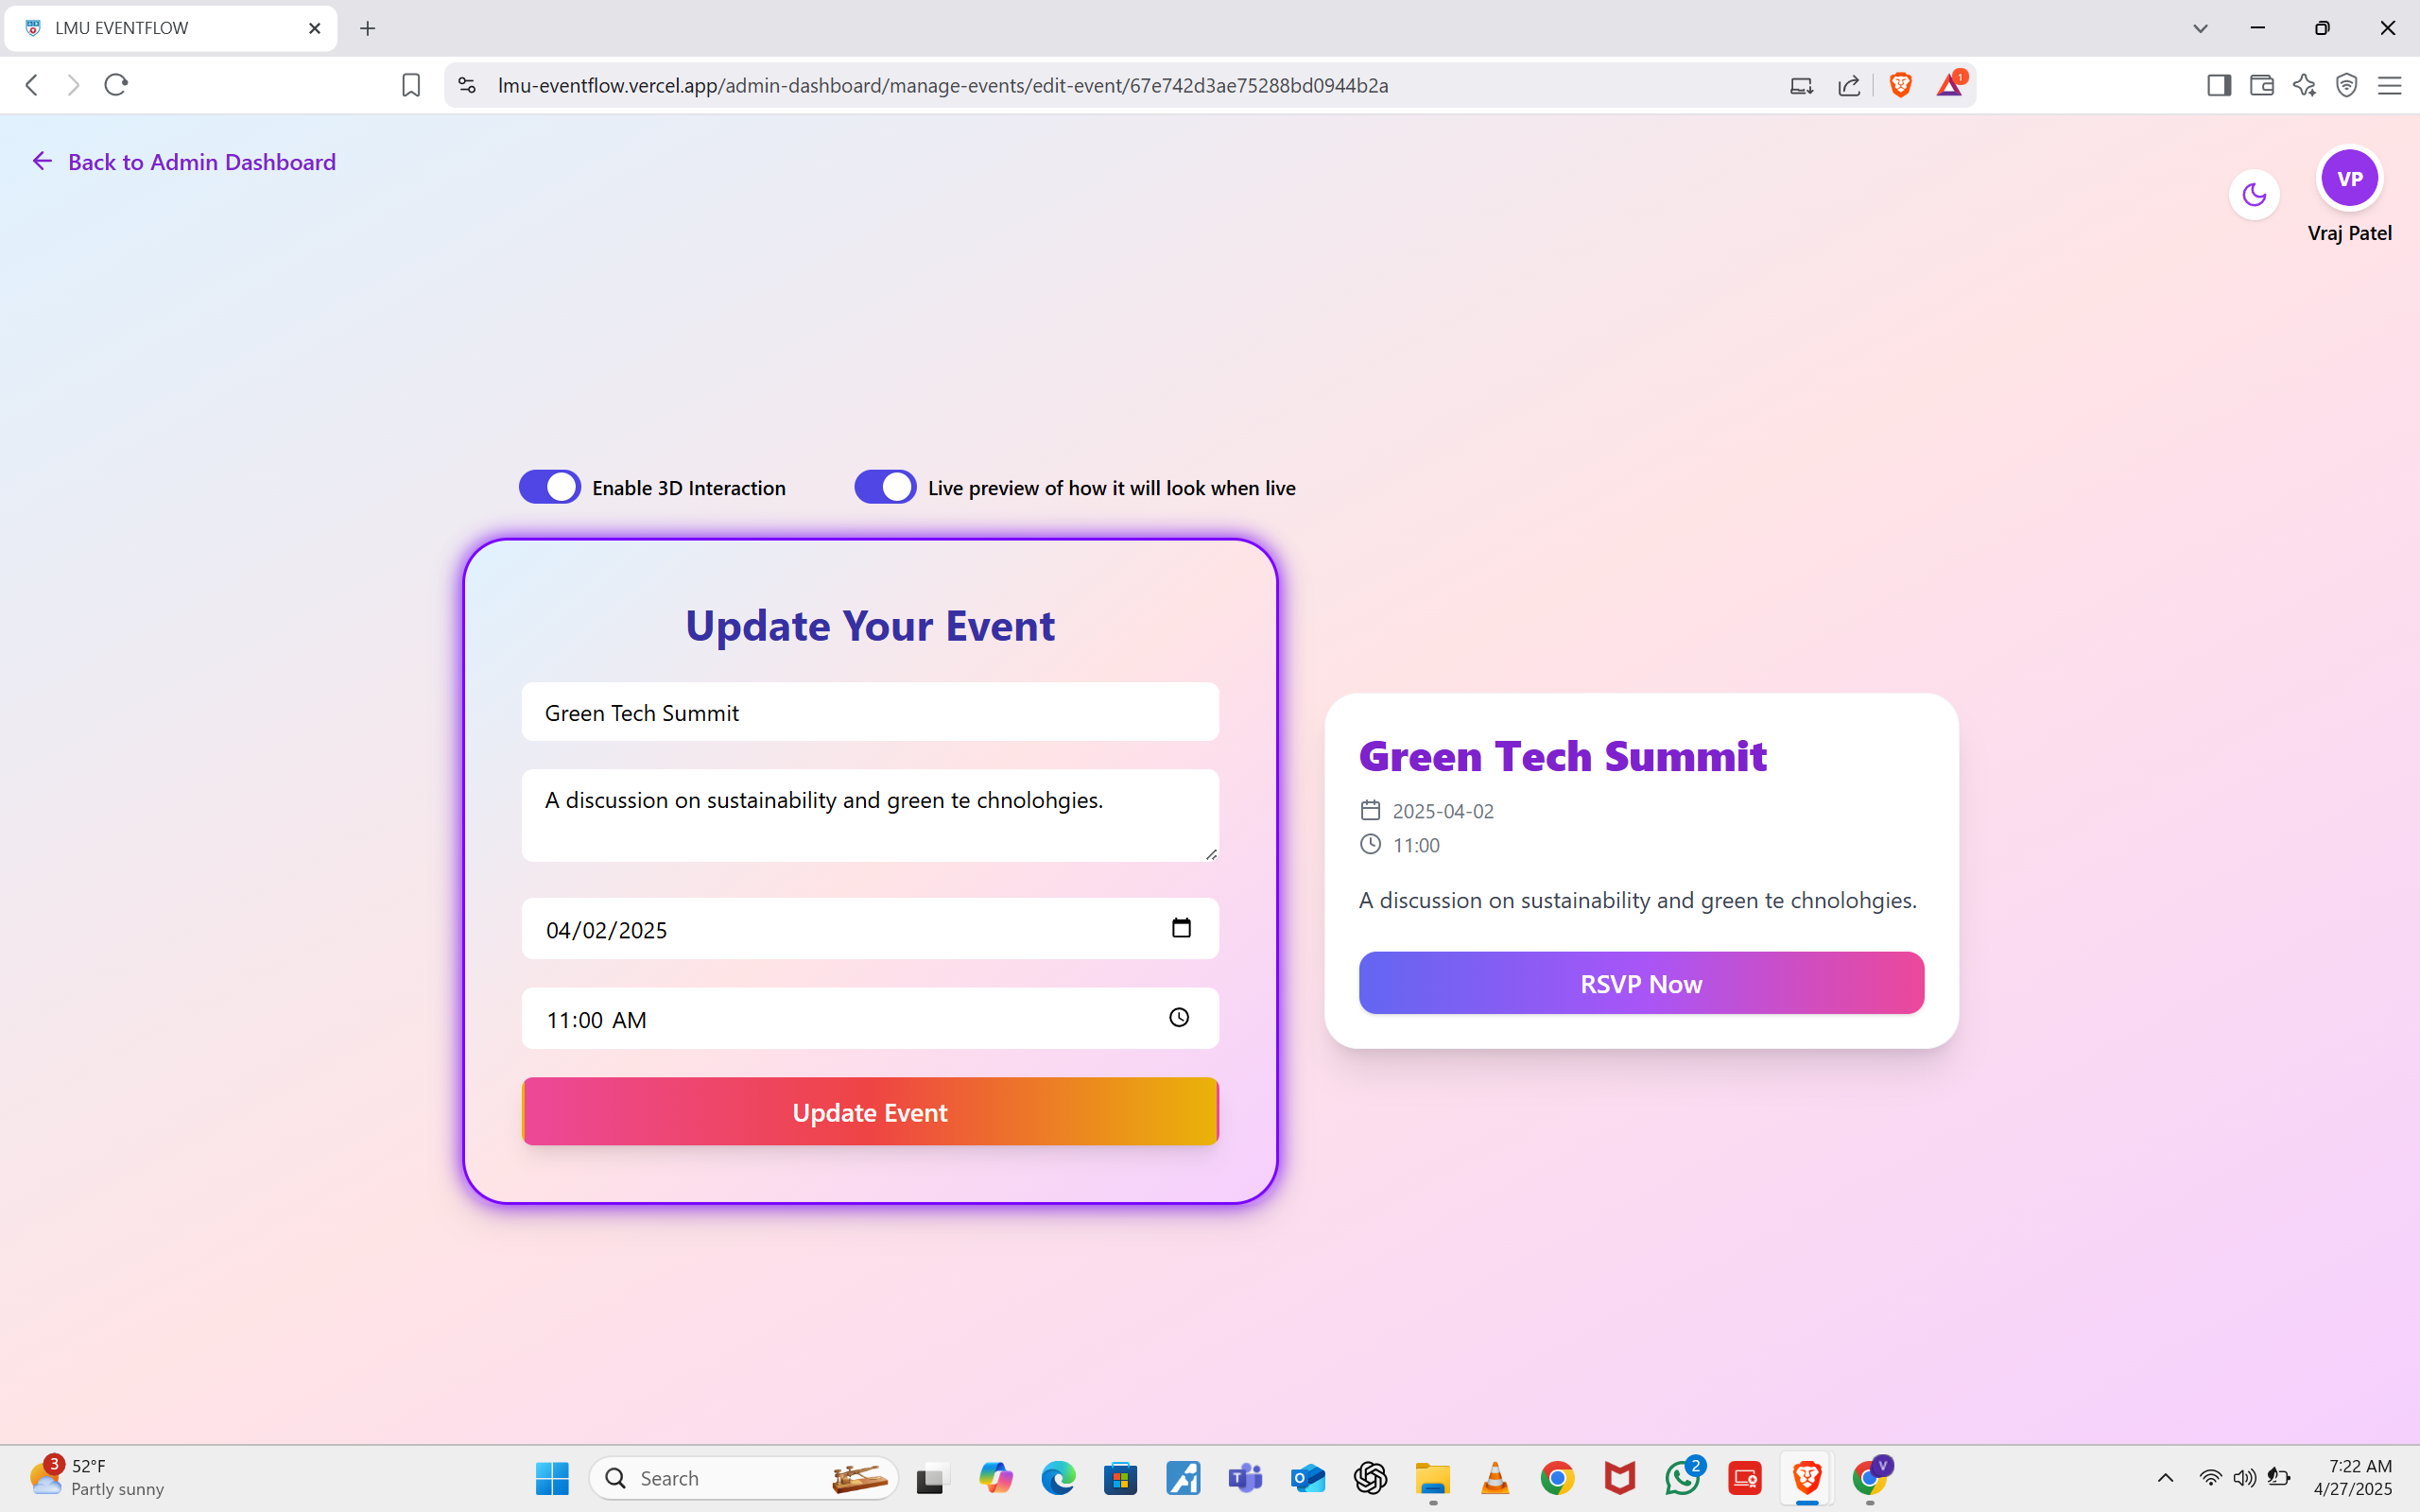 LMU EVENTFLOW
lmu-eventflow.vercel.app/admin-dashboard/manage-events/edit-event/67e742d3ae75288bd0944b2a
1
Back to Admin Dashboard
VP
Vraj Patel
Enable 3D Interaction
Live preview of how it will look when live
Update Your Event
Green Tech Summit
A discussion on sustainability and green te chnolohgies.
04/02/2025
11:00 AM
Update Event
Green Tech Summit
2025-04-02
11:00
A discussion on sustainability and green te chnolohgies.
RSVP Now
3
52°F
Partly sunny
Search
2
V
7:22 AM
4/27/2025